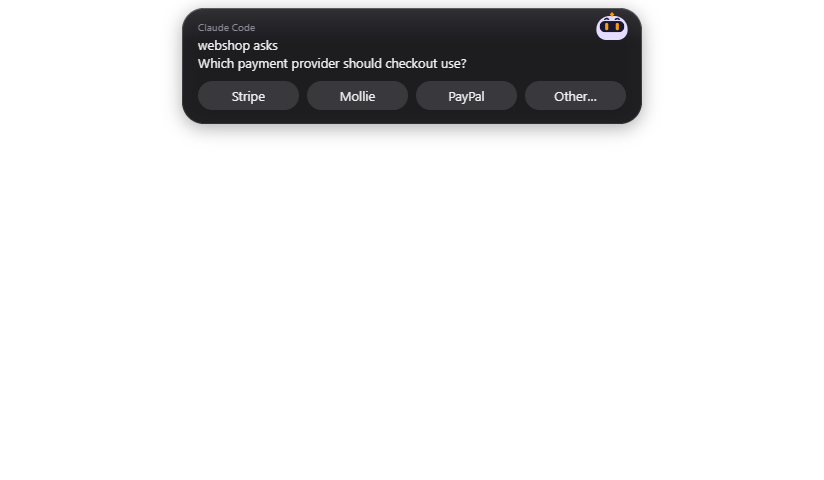 Claude Code
webshop asks
Which payment provider should checkout use?
Stripe Mollie PayPal Other...